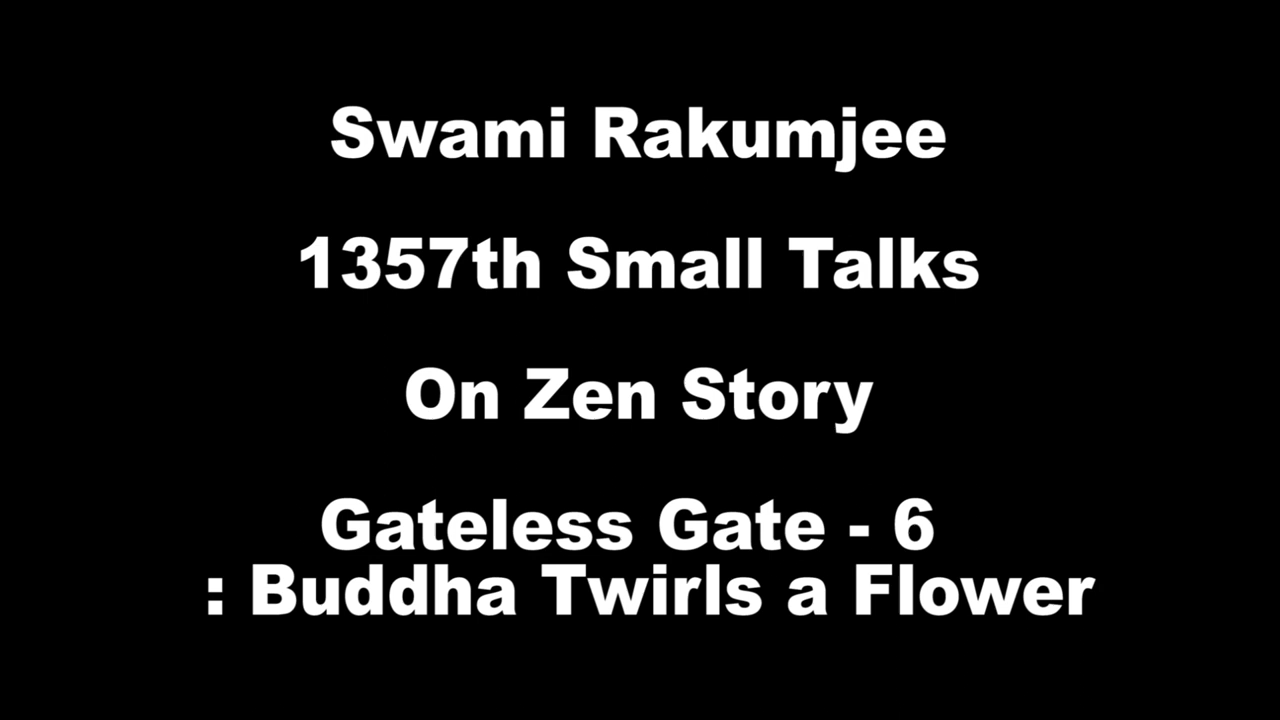 Swami Rakumjee
1357th Small Talks
On Zen Story
Gateless Gate - 6
: Buddha Twirls a Flower